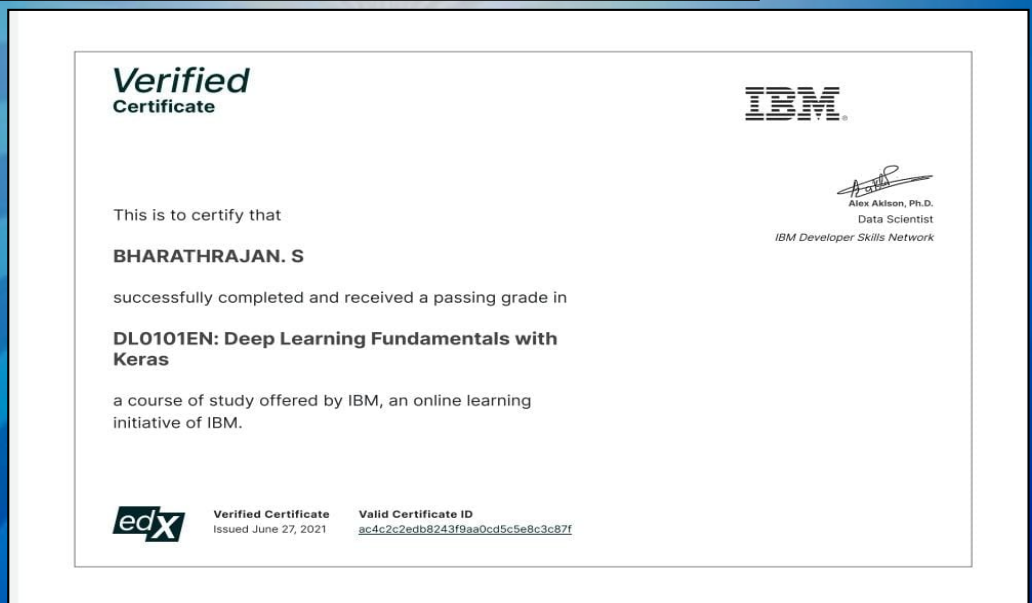 Verified
Certificate
IBM®
Alex Aklson, Ph.D.
Data Scientist
IBM Developer Skills Network
This is to certify that
BHARATHRAJAN. S
successfully completed and received a passing grade in
DL0101EN: Deep Learning Fundamentals with
Keras
a course of study offered by IBM, an online learning
initiative of IBM.
edX
Verified Certificate
Issued June 27, 2021
Valid Certificate ID
ac4c2c2edb8243f9aa0cd5c5e8c3c87f